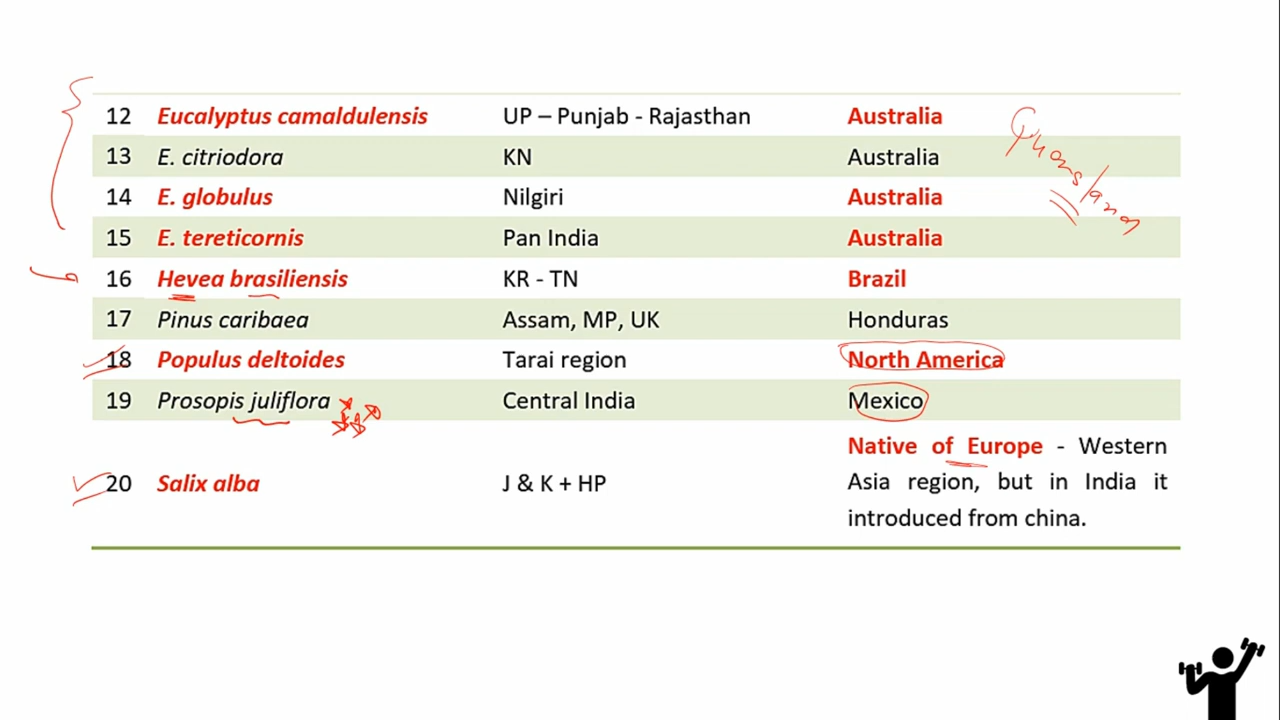 12 Eucalyptus camaldulensis UP – Punjab - Rajasthan Australia
13 E. citriodora KN Australia
14 E. globulus Nilgiri Australia
15 E. tereticornis Pan India Australia
16 Hevea brasiliensis KR - TN Brazil
17 Pinus caribaea Assam, MP, UK Honduras
18 Populus deltoides Tarai region North America
19 Prosopis juliflora Central India Mexico
Native of Europe - Western
20 Salix alba J & K + HP Asia region, but in India it
introduced from china.